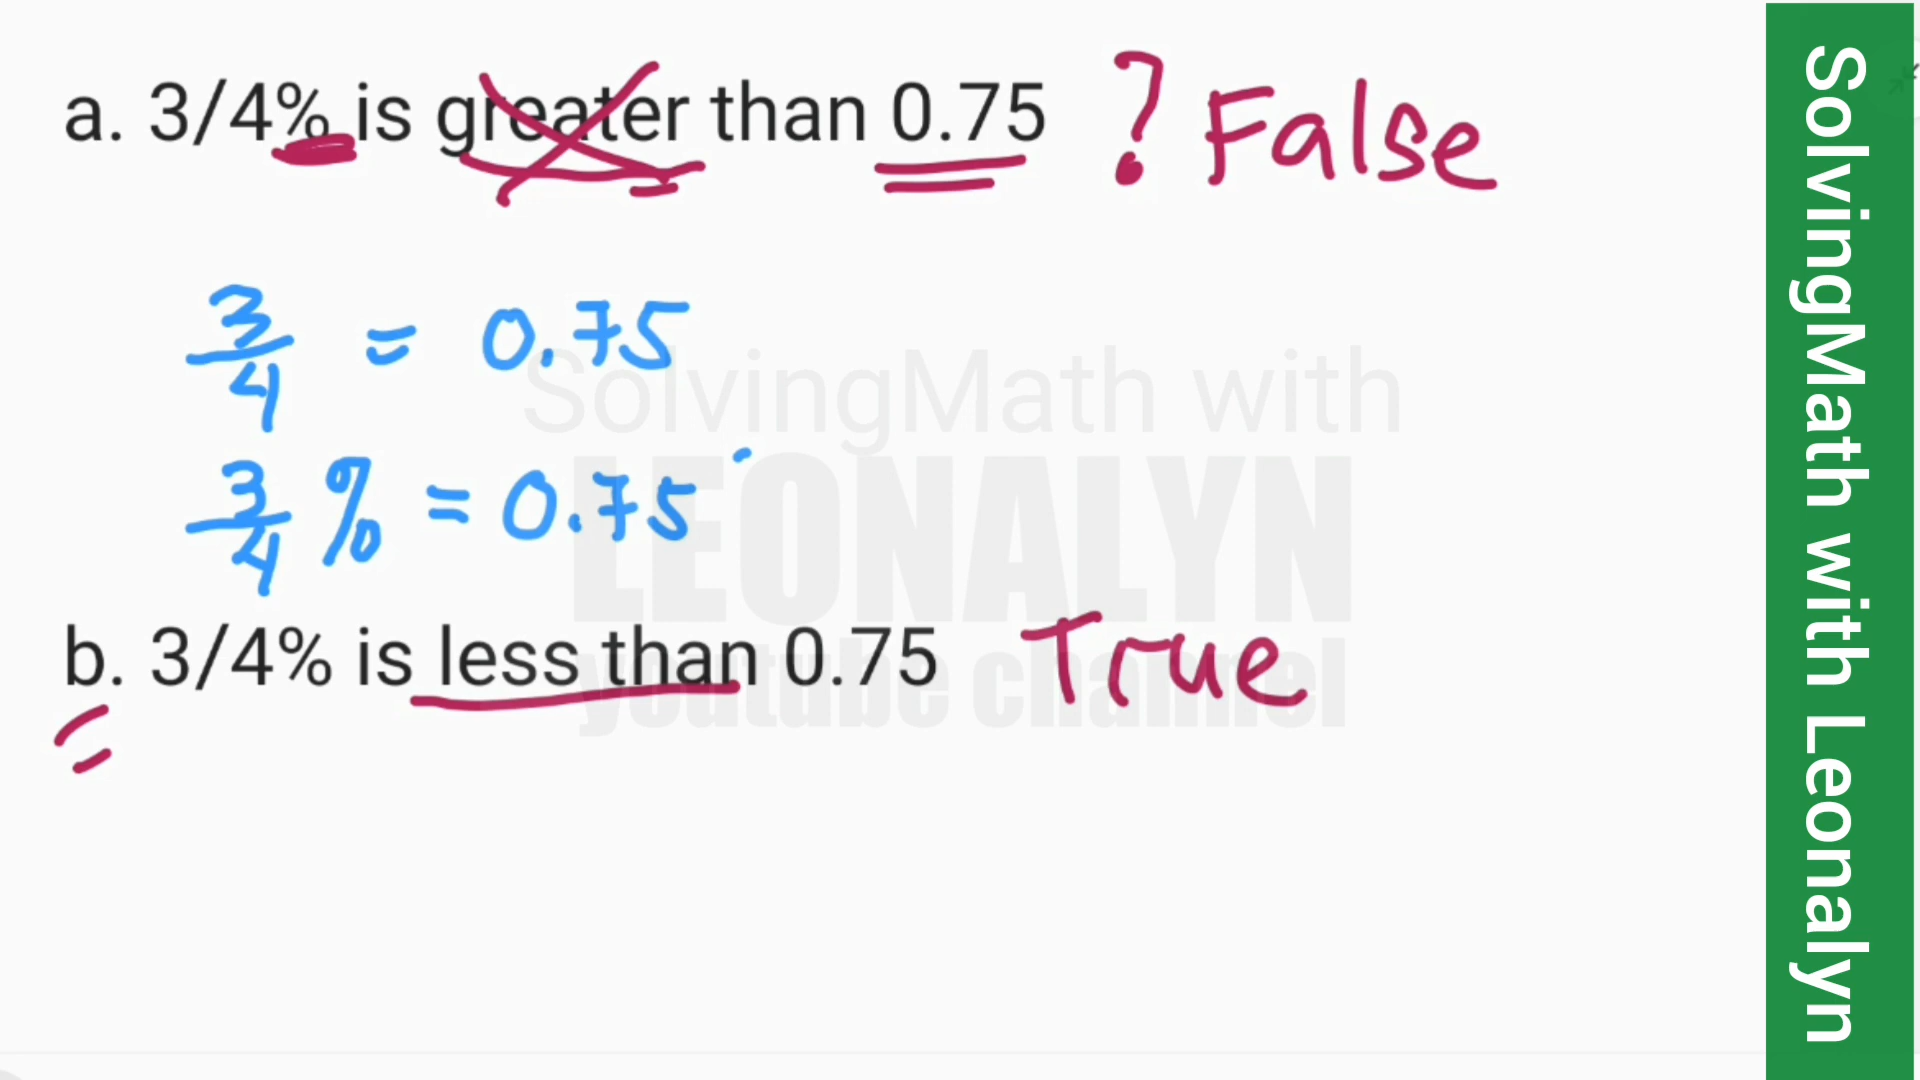 a. 3/4% is greater than 0.75 ? False
3/4 = 0.75
SolvingMath with
3/4 % = 0.75
LEONALYN
b. 3/4% is less than 0.75 True
youtube channel
SolvingMath with Leonalyn